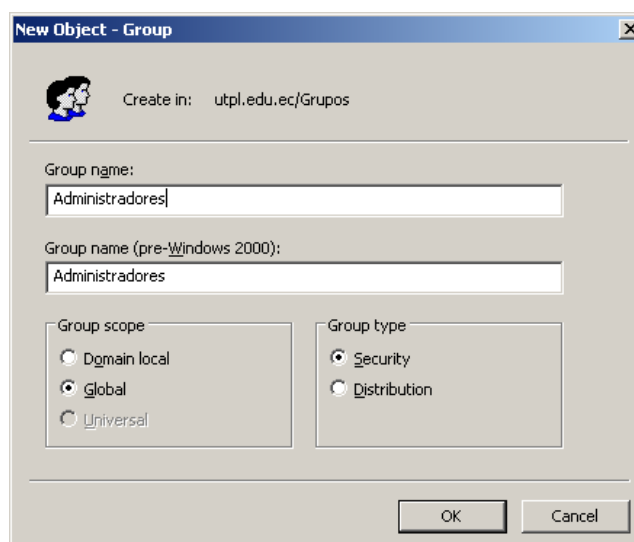 New Object - Group
Create in: utpl.edu.ec/Grupos
Group name:
Administradores
Group name (pre-Windows 2000):
Administradores
Group scope
Domain local
Global
Universal
Group type
Security
Distribution
OK
Cancel